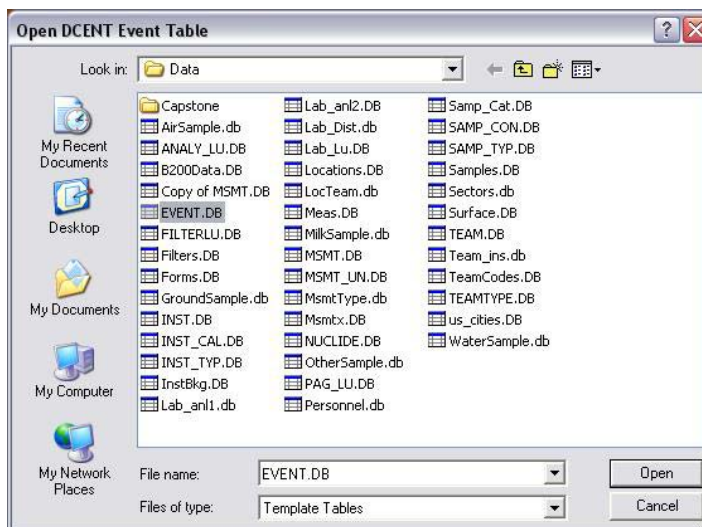 Open DCENT Event Table
Look in: Data
My Recent Documents
Desktop
My Documents
My Computer
My Network Places
Capstone
AirSample.db
ANALY_LU.DB
B200Data.DB
Copy of MSMT.DB
EVENT.DB
FILTERLU.DB
Filters.DB
Forms.DB
GroundSample.db
INST.DB
INST_CAL.DB
INST_TYP.DB
InstBkg.DB
Lab_anl1.db
Lab_anl2.DB
Lab_Dist.db
Lab_Lu.DB
Locations.DB
LocTeam.db
Meas.DB
MilkSample.db
MSMT.DB
MSMT_UN.DB
MsmtType.db
Msmtx.DB
NUCLIDE.DB
OtherSample.db
PAG_LU.DB
Personnel.db
Samp_Cat.DB
SAMP_CON.DB
SAMP_TYP.DB
Samples.DB
Sectors.db
Surface.DB
TEAM.DB
Team_ins.db
TeamCodes.DB
TEAMTYPE.DB
us_cities.DB
WaterSample.db
File name: EVENT.DB Open
Files of type: Template Tables Cancel